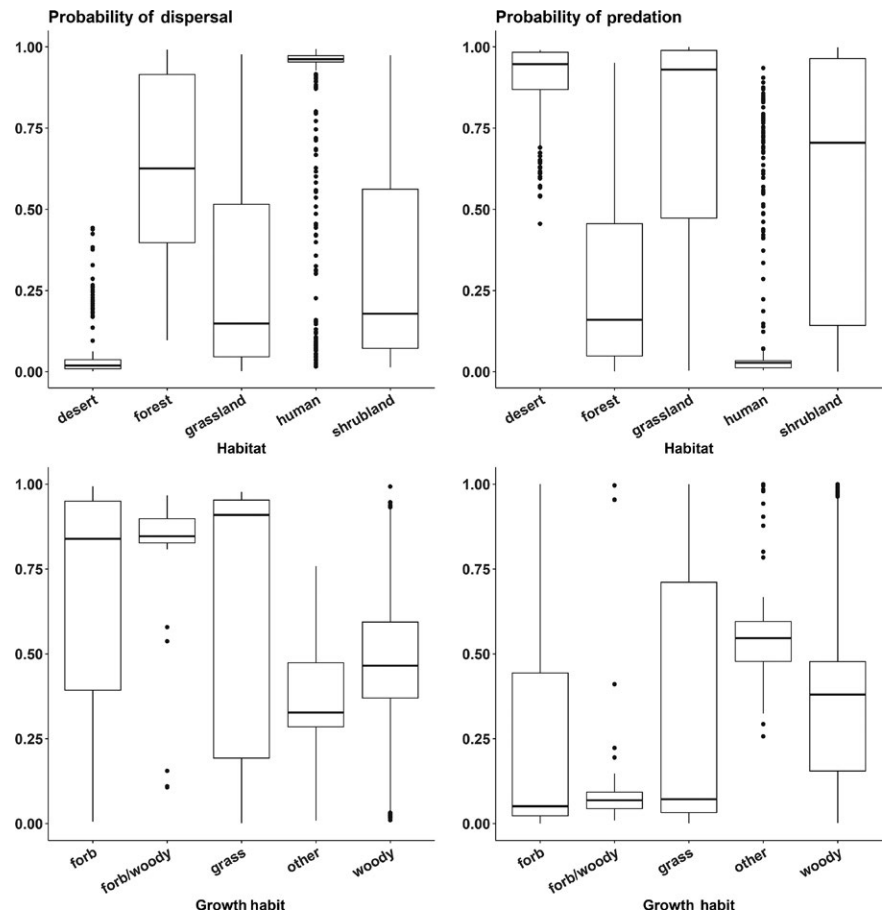 Probability of dispersal
1.00
0.75
0.50
0.25
0.00
desert
forest
grassland
human
shrubland
Habitat
Probability of predation
1.00
0.75
0.50
0.25
0.00
desert
forest
grassland
human
shrubland
Habitat
1.00
0.75
0.50
0.25
0.00
forb
forb/woody
grass
other
woody
Growth habit
1.00
0.75
0.50
0.25
0.00
forb
forb/woody
grass
other
woody
Growth habit